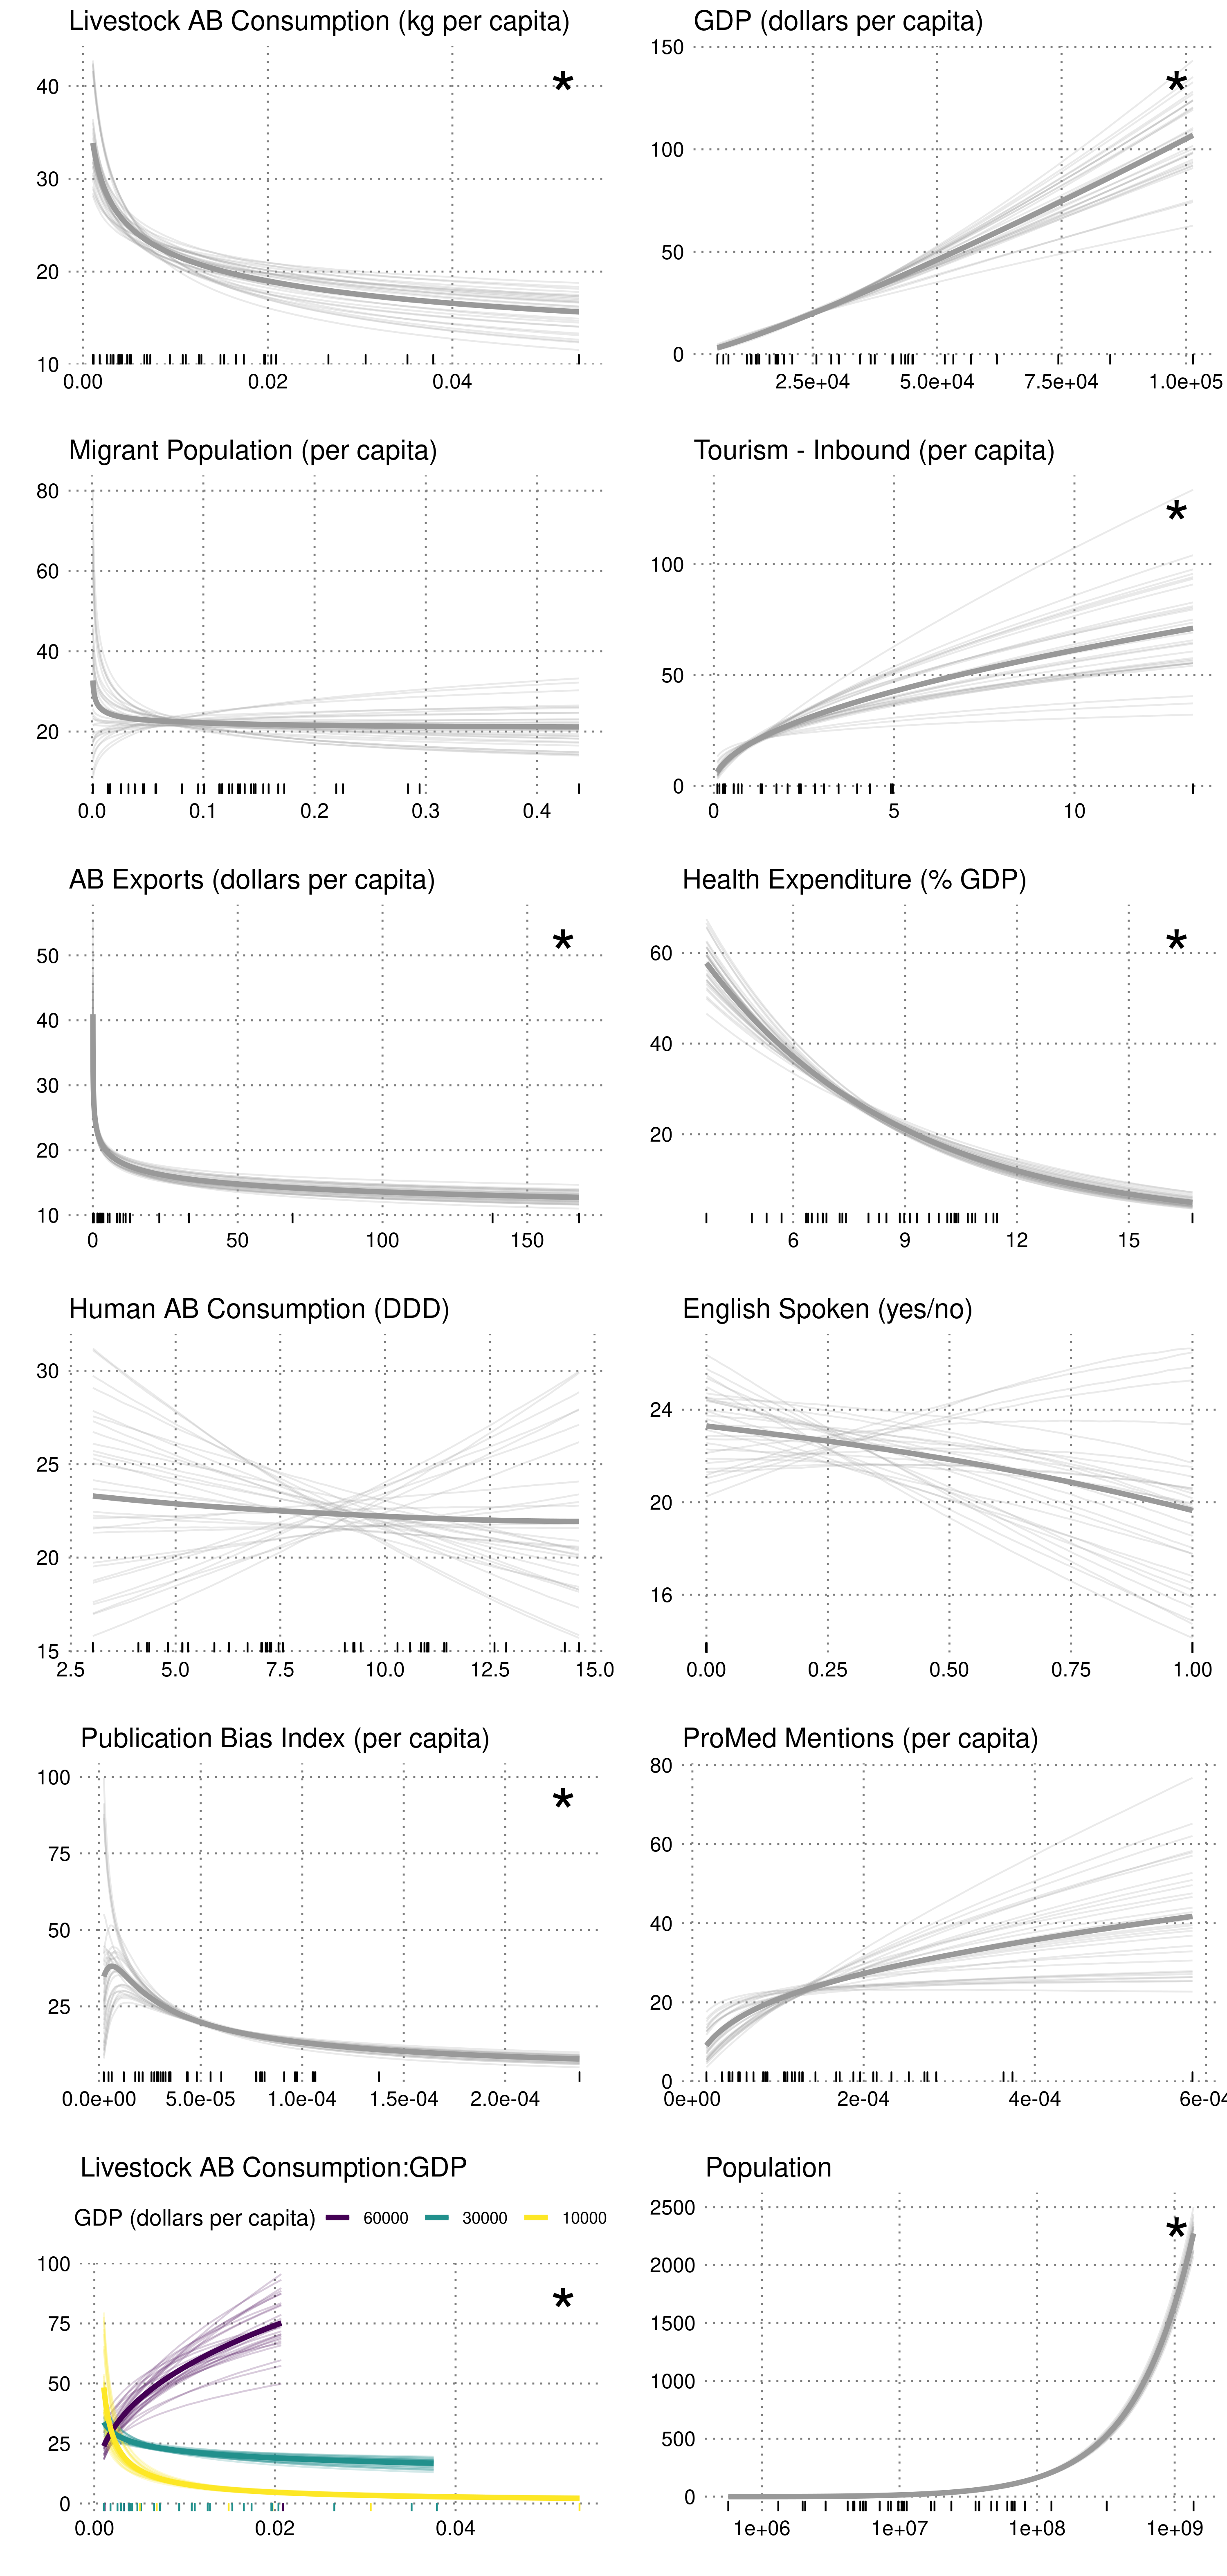 Livestock AB Consumption (kg per capita)
40
30
20
10
0.00 0.02 0.04
*
GDP (dollars per capita)
150
100
50
0
2.5e+04 5.0e+04 7.5e+04 1.0e+05
*
Migrant Population (per capita)
80
60
40
20
0.0 0.1 0.2 0.3 0.4
Tourism - Inbound (per capita)
100
50
0
0 5 10
*
AB Exports (dollars per capita)
50
40
30
20
10
0 50 100 150
*
Health Expenditure (% GDP)
60
40
20
6 9 12 15
*
Human AB Consumption (DDD)
30
25
20
15
2.5 5.0 7.5 10.0 12.5 15.0
English Spoken (yes/no)
24
20
16
0.00 0.25 0.50 0.75 1.00
Publication Bias Index (per capita)
100
75
50
25
0.0e+00 5.0e-05 1.0e-04 1.5e-04 2.0e-04
*
ProMed Mentions (per capita)
80
60
40
20
0
0e+00 2e-04 4e-04 6e-04
Livestock AB Consumption:GDP
GDP (dollars per capita) 60000 30000 10000
100
75
50
25
0
0.00 0.02 0.04
*
Population
2500
2000
1500
1000
500
0
1e+06 1e+07 1e+08 1e+09
*